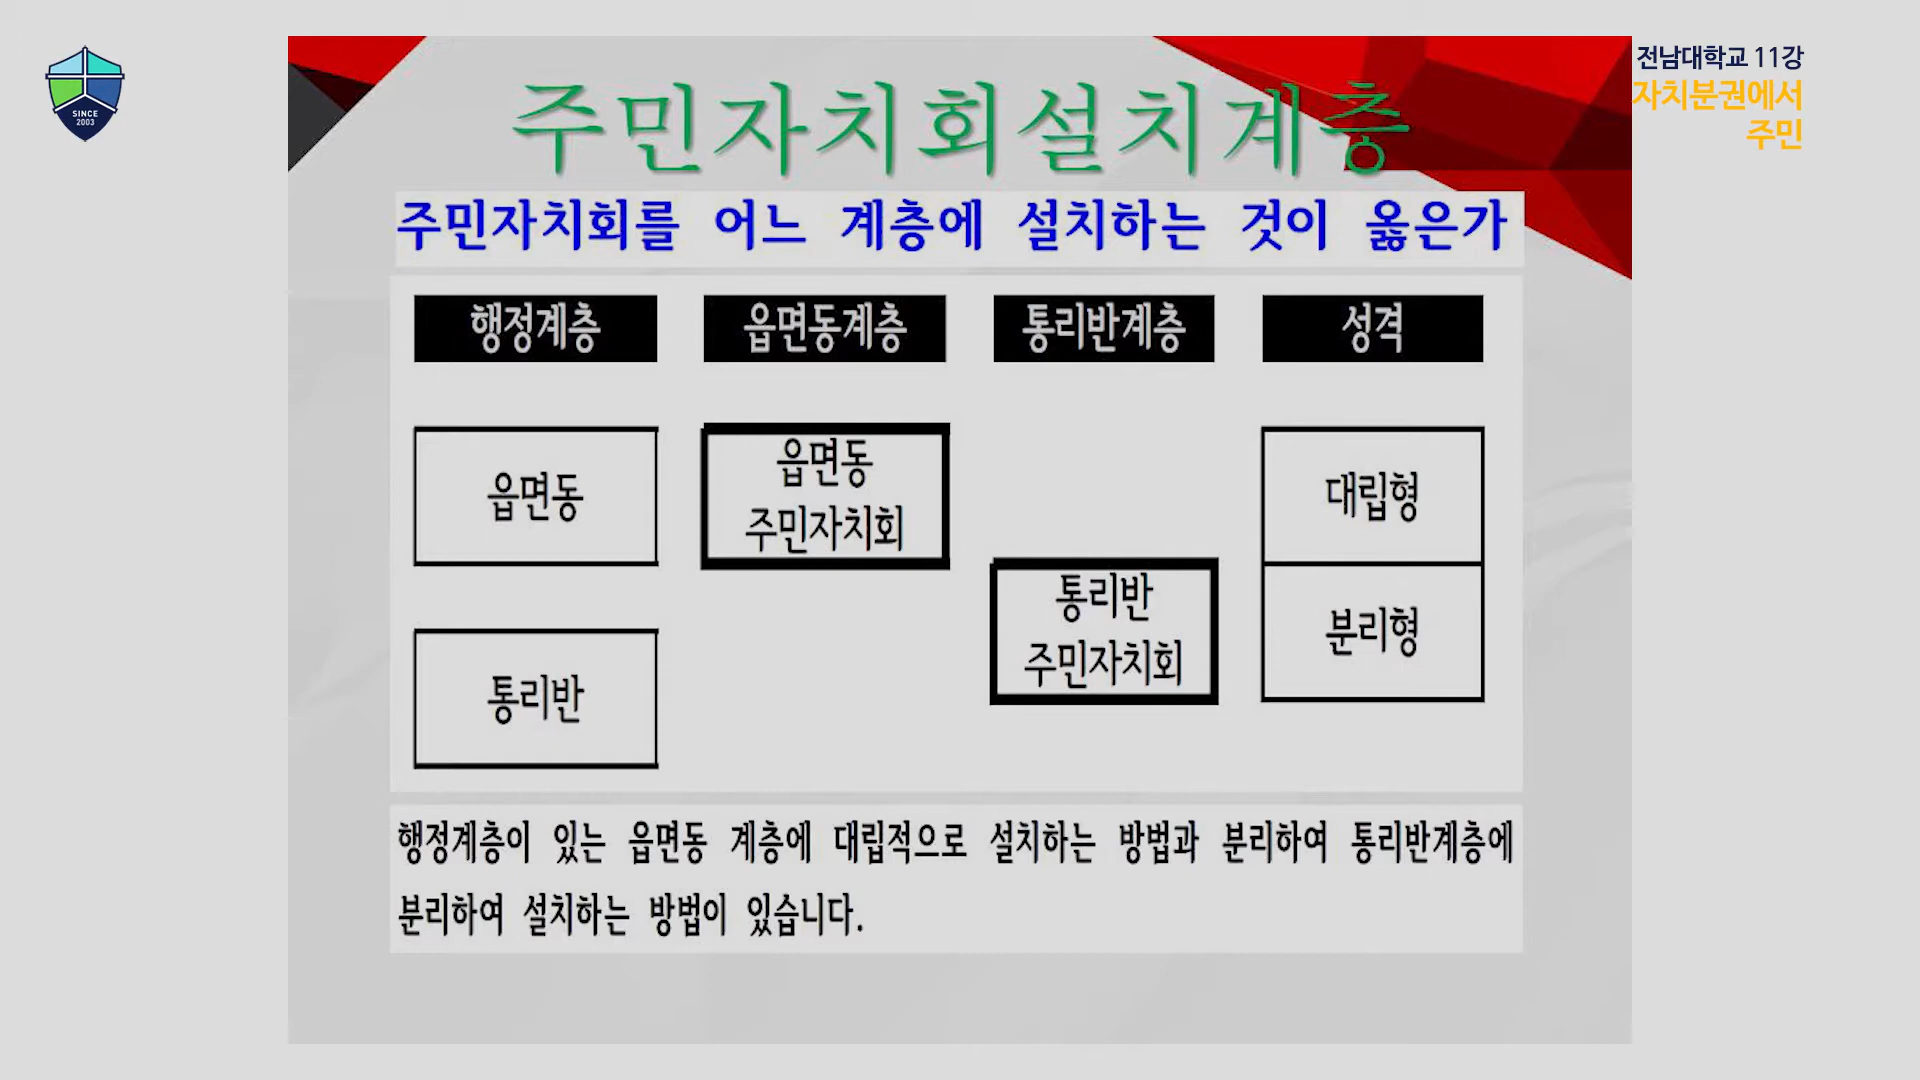 SINCE
2003
전남대학교 11강
자치분권에서
주민
주민자치회설치계층
주민자치회를 어느 계층에 설치하는 것이 옳은가
행정계층 읍면동계층 통리반계층 성격
읍면동
읍면동
주민자치회
대립형
통리반
통리반
주민자치회
분리형
행정계층이 있는 읍면동 계층에 대립적으로 설치하는 방법과 분리하여 통리반계층에
분리하여 설치하는 방법이 있습니다.